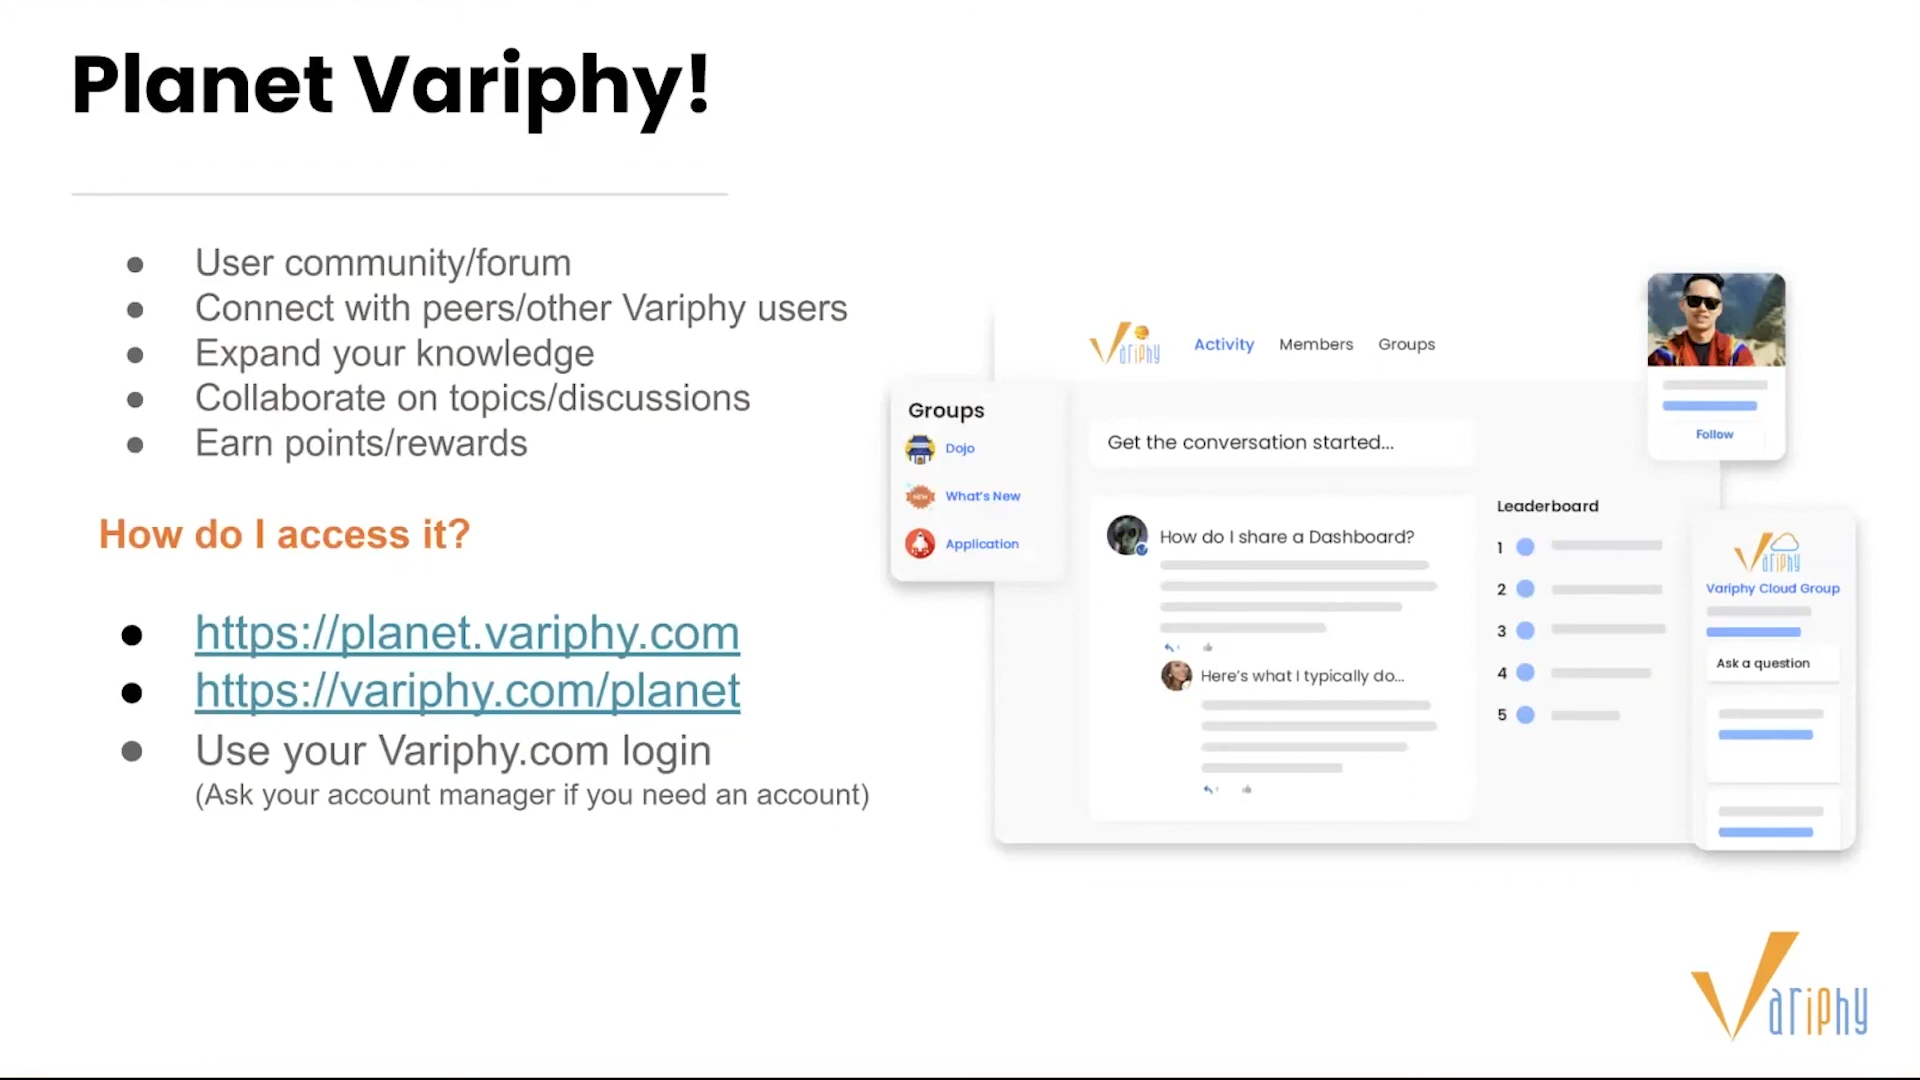 Planet Variphy!
User community/forum
Connect with peers/other Variphy users
Expand your knowledge
Collaborate on topics/discussions
Earn points/rewards
How do I access it?
https://planet.variphy.com
https://variphy.com/planet
Use your Variphy.com login
(Ask your account manager if you need an account)
Variphy
Activity Members Groups
Groups
Dojo
NEW
What's New
Application
Get the conversation started...
How do I share a Dashboard?
Here's what I typically do...
Follow
Leaderboard
1
2
3
4
5
Variphy
Variphy Cloud Group
Ask a question
Variphy